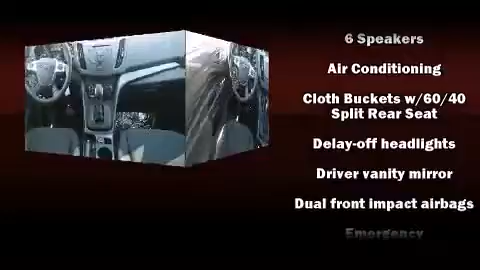 6 Speakers
Air Conditioning
Cloth Buckets w/60/40
Split Rear Seat
Delay-off headlights
Driver vanity mirror
Dual front impact airbags
Emergency